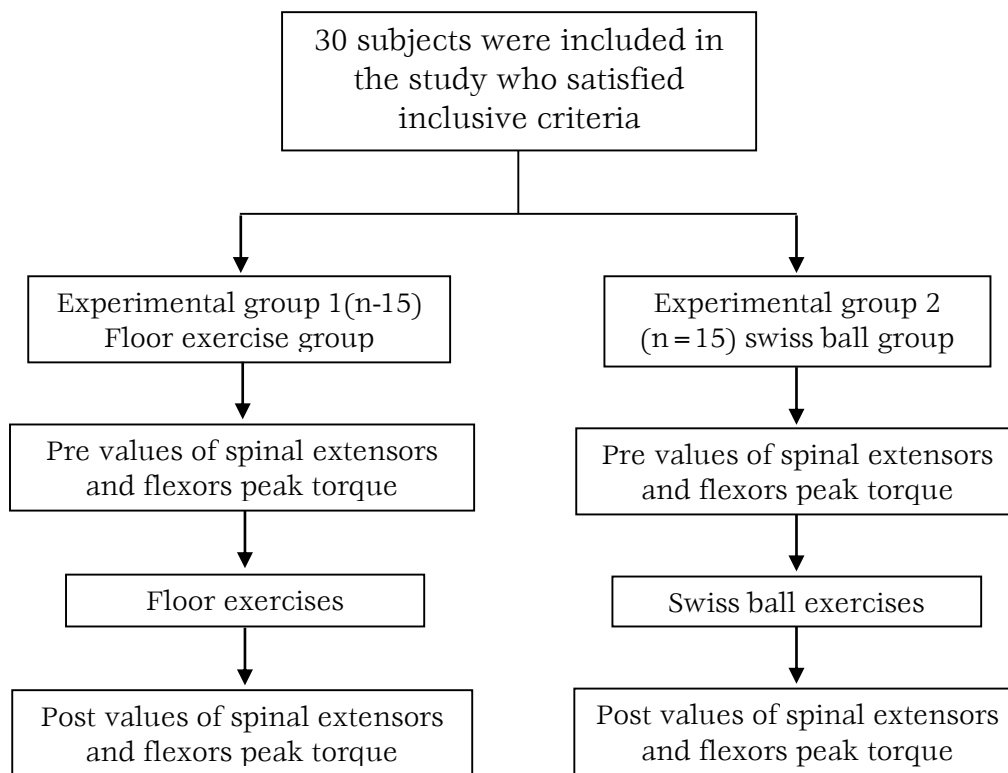 30 subjects were included in
the study who satisfied
inclusive criteria
Experimental group 1(n-15)
Floor exercise group
Experimental group 2
(n=15) swiss ball group
Pre values of spinal extensors
and flexors peak torque
Pre values of spinal extensors
and flexors peak torque
Floor exercises
Swiss ball exercises
Post values of spinal extensors
and flexors peak torque
Post values of spinal extensors
and flexors peak torque